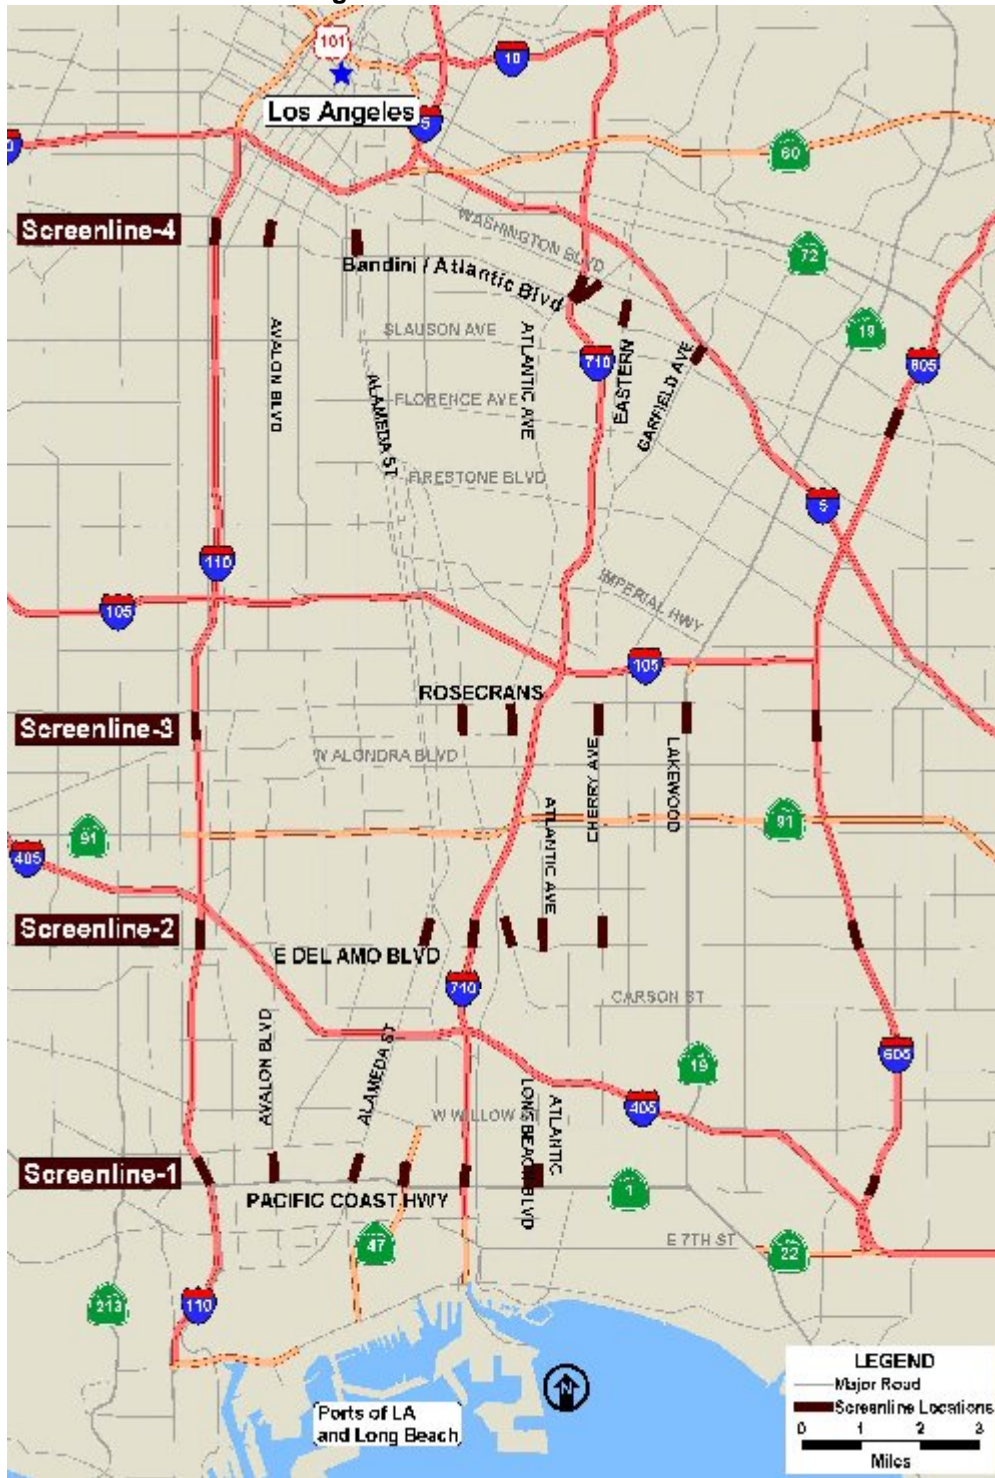 101
10
Los Angeles
5
60
Screenline-4
WASHINGTON BLVD
72
Bandini / Atlantic Blvd
19
SLAUSON AVE
AVALON BLVD
ATLANTIC AVE
710
EASTERN
GARFIELD AVE
605
ALAMEDA ST
FLORENCE AVE
FIRESTONE BLVD
5
110
105
IMPERIAL HWY
105
ROSECRANS
Screenline-3
W ALONDRA BLVD
CHERRY AVE
LAKEWOOD
91
ATLANTIC AVE
91
405
Screenline-2
E DEL AMO BLVD
710
CARSON ST
AVALON BLVD
ALAMEDA ST
605
19
W WILLOW ST
LONG BEACH BLVD
ATLANTIC
405
Screenline-1
PACIFIC COAST HWY
1
47
E 7TH ST
22
213
110
N
LEGEND
Major Road
Screenline Locations
0 1 2 3
Miles
Ports of LA
and Long Beach